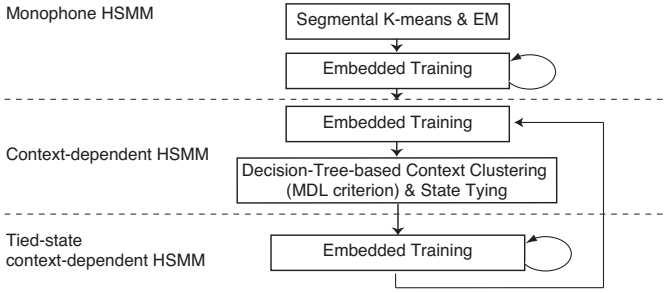 Monophone HSMM
Segmental K-means & EM
Embedded Training
Embedded Training
Context-dependent HSMM
Decision-Tree-based Context Clustering
(MDL criterion) & State Tying
Tied-state
context-dependent HSMM
Embedded Training